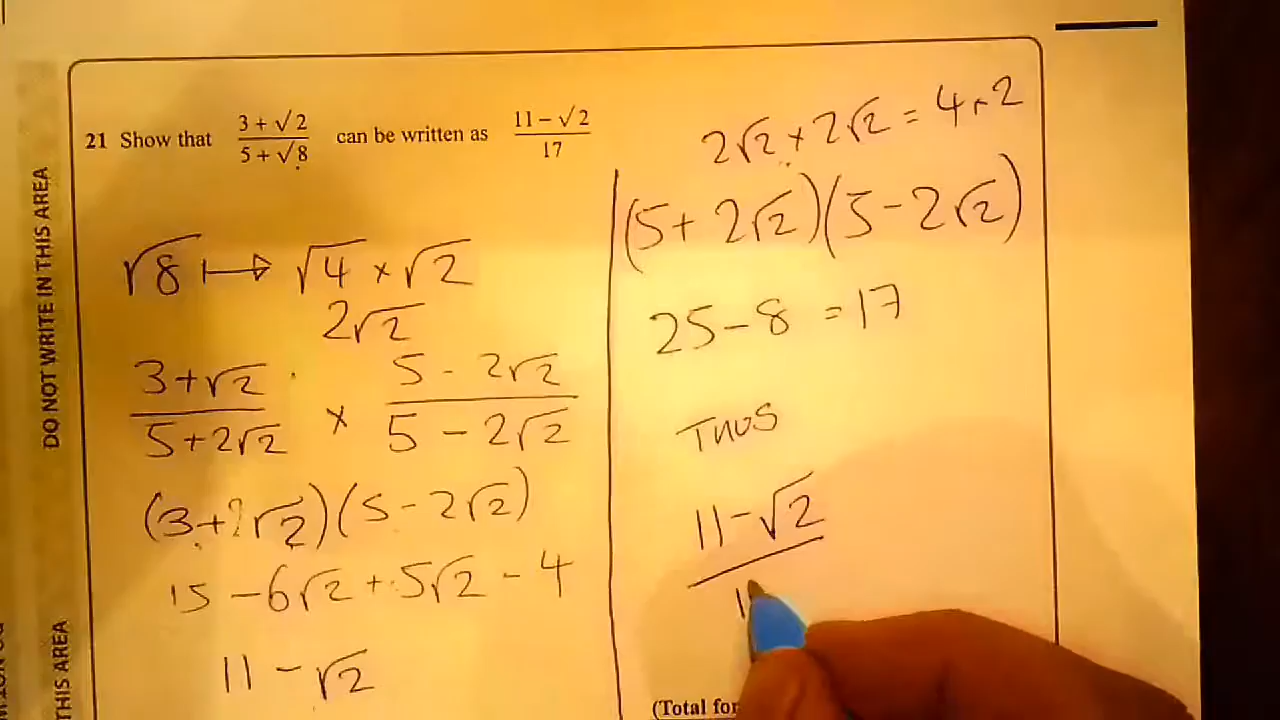 21 Show that (3 + √2)/(5 + √8) can be written as (11 − √2)/17
√8 ↦ √4 × √2
2√2
(3+√2)/(5+2√2) × (5 - 2√2)/(5 - 2√2)
(3+√2)(5-2√2)
15 - 6√2 + 5√2 - 4
11 - √2
2√2 × 2√2 = 4×2
(5+2√2)(5-2√2)
25-8 = 17
Thus
11-√2
1
(Total for
DO NOT WRITE IN THIS AREA
THIS AREA